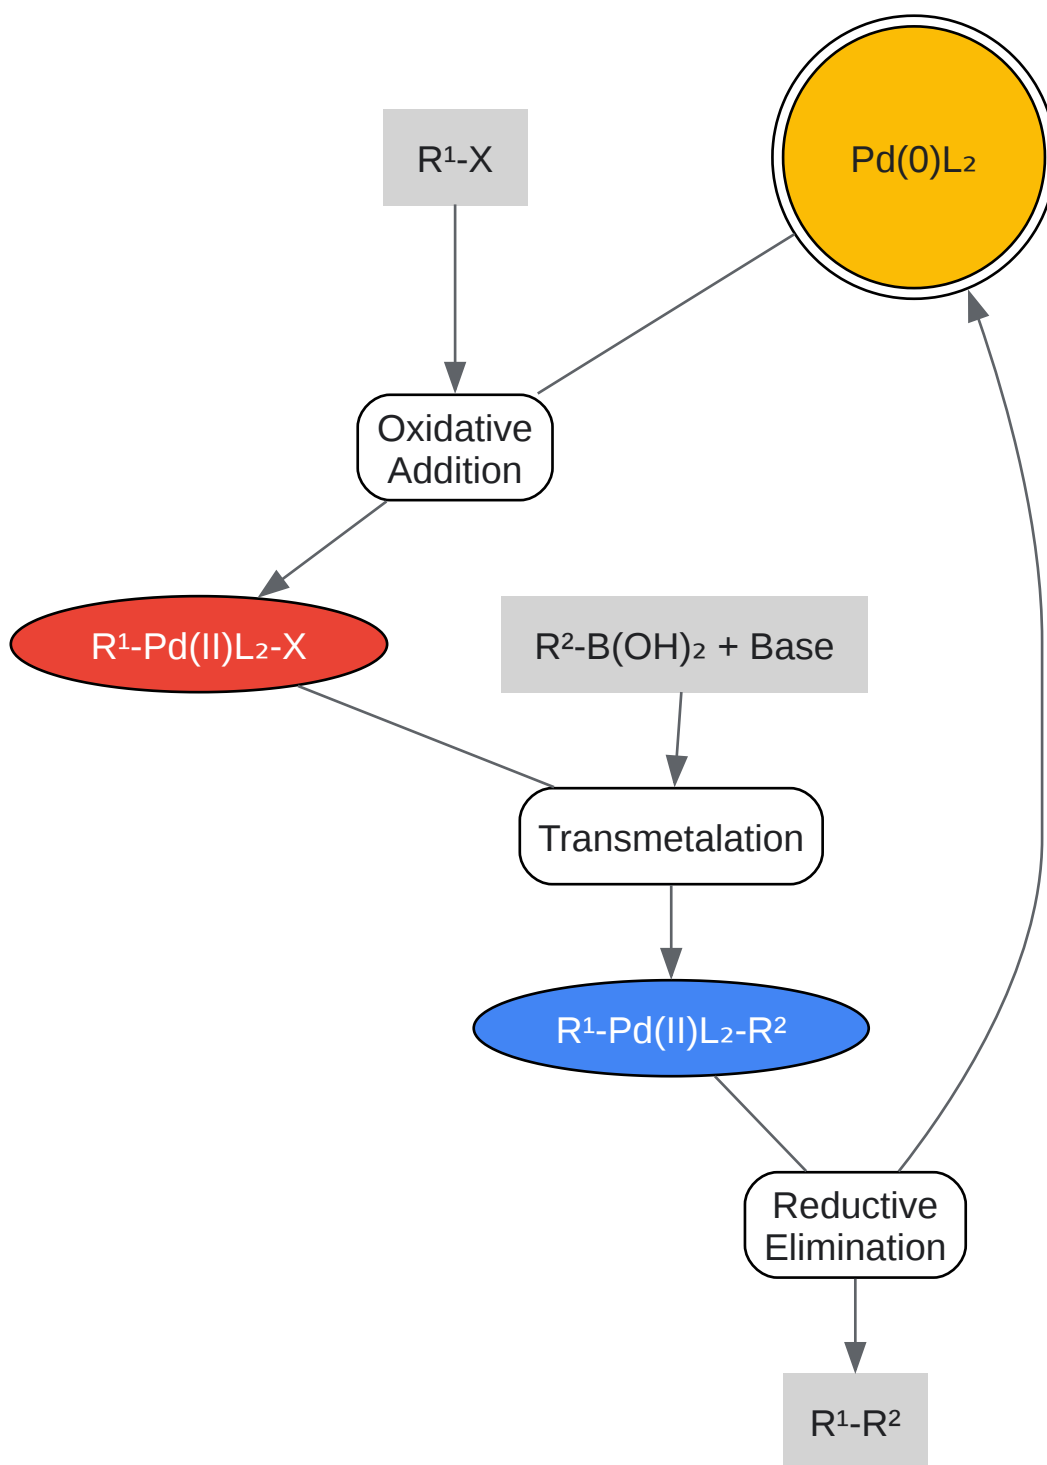 R¹-X
Pd(0)L₂
Oxidative
Addition
R¹-Pd(II)L₂-X
R²-B(OH)₂ + Base
Transmetalation
R¹-Pd(II)L₂-R²
Reductive
Elimination
R¹-R²